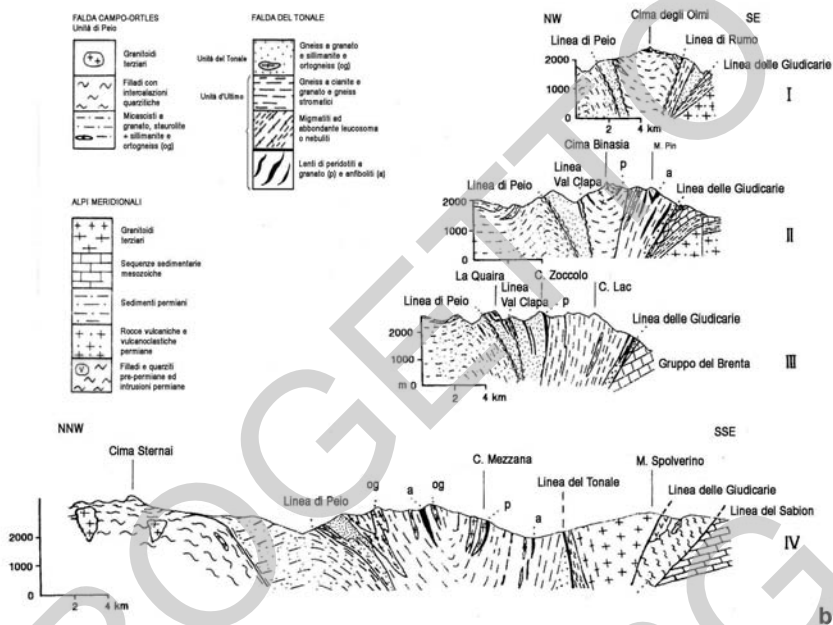 FALDA CAMPO-ORTLES
Unità di Peio
Granitoidi
terziari
Filladi con
intercalazioni
quarzitiche
Micascisti a
granato, staurolite
+ sillimanite e
ortogneiss (og)
FALDA DEL TONALE
Unità del Tonale
Gneiss a granato
e sillimanite e
ortogneiss (og)
Unità d'Ultimo
Gneiss a cianite e
granato e gneiss
stromatici
Migmatiti ad
abbondante leucosoma
o nebuliti
Lenti di peridotiti a
granato (p) e anfiboliti (a)
ALPI MERIDIONALI
Granitoidi
terziari
Sequenze sedimentarie
mesozoiche
Sedimenti permiani
Rocce vulcaniche e
vulcanoclastiche
permiane
Filladi e quarziti
pre-permiane ed
intrusioni permiane
NW
Cima degli Olmi
SE
Linea di Peio
Linea di Rumo
Linea delle Giudicarie
2000
1000
0
2 4 km
I
Cima Binasia
p
M. Pin
Linea
Val Clapa
a
Linea di Peio
Linea delle Giudicarie
2000
1000
0
2 4 km
II
La Quaira
C. Zoccolo
Linea
Val Clapa
p
C. Lac
Linea di Peio
Linea delle Giudicarie
2000
1000
m 0
2 4 km
Gruppo del Brenta
III
NNW
SSE
Cima Sternai
C. Mezzana
M. Spolverino
Linea di Peio
og
a
og
p
a
Linea del Tonale
Linea delle Giudicarie
Linea del Sabion
2000
0
2 4 km
IV
b
PROGETTO